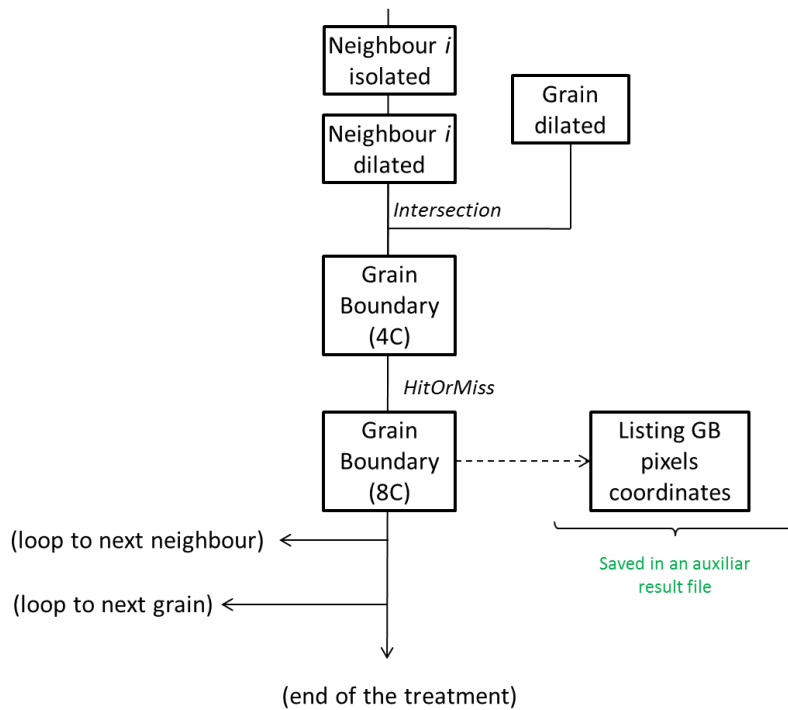 Neighbour i
isolated
Grain
dilated
Neighbour i
dilated
Intersection
Grain
Boundary
(4C)
HitOrMiss
Grain
Boundary
(8C)
Listing GB
pixels
coordinates
(loop to next neighbour)
Saved in an auxiliar
result file
(loop to next grain)
(end of the treatment)